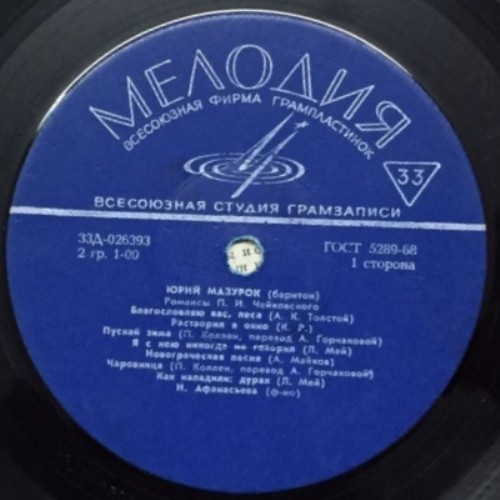 МЕЛОДИЯ
ВСЕСОЮЗНАЯ ФИРМА ГРАМПЛАСТИНОК
33
ВСЕСОЮЗНАЯ СТУДИЯ ГРАМЗАПИСИ
33Д-026393
ГОСТ 5289-68
2 гр. 1-00
1 сторона
ЮРИЙ МАЗУРОК (баритон)
Романсы П. И. Чайковского
Благословляю вас, леса (А. К. Толстой)
Растворил я окно (К. Р.)
Пускай зима (П. Коллен, перевод А. Горчаковой)
Я с нею никогда не говорил (Л. Мей)
Новогреческая песня (А. Майков)
Чаровница (П. Коллен, перевод А. Горчаковой)
Как наладили: дурак (Л. Мей)
Н. Афанасьева (ф-но)